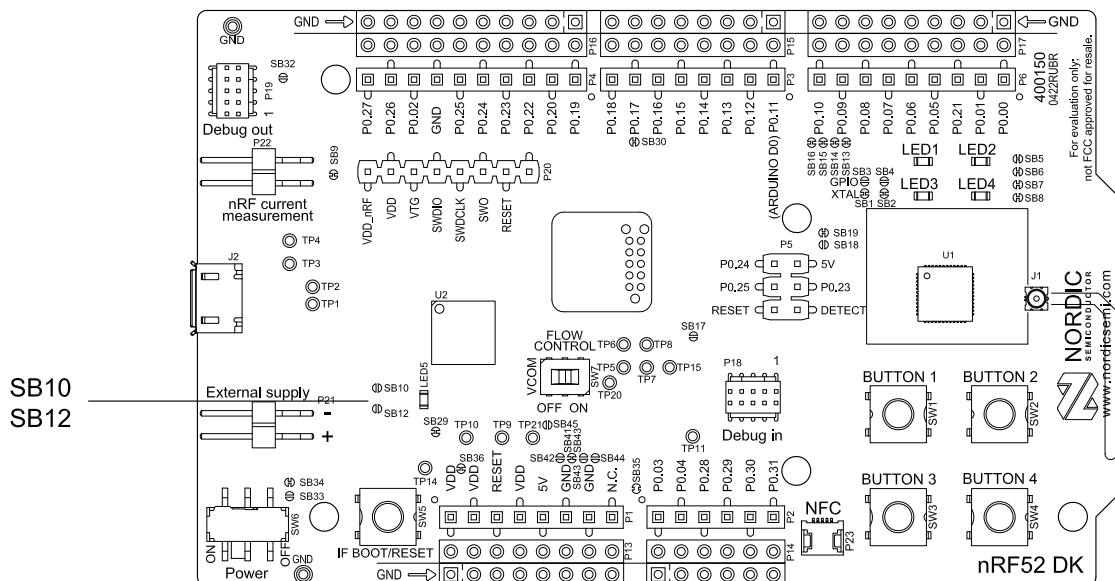 GND
P16
P15
GND
P17
GND
SB32
P19
1
Debug out
P22
SB9
nRF current
measurement
P4
P0.27
P0.26
P0.02
GND
P0.25
P0.24
P0.23
P0.22
P0.20
P0.19
P3
P0.18
P0.17
P0.16
P0.15
P0.14
P0.13
P0.12
P0.11
(ARDUINO D0)
SB30
P6
P0.10
P0.09
P0.08
P0.07
P0.06
P0.05
P0.21
P0.01
P0.00
400150
0422RUBR
For evaluation only;
not FCC approved for resale.
P20
VDD_nRF
VDD
VTG
SWDIO
SWDCLK
SWO
RESET
SB16
SB15
SB14
SB13
LED1
LED2
LED3
LED4
SB3
SB4
GPIO
XTAL
SB1
SB2
SB5
SB6
SB7
SB8
SB19
SB18
TP4
TP3
TP2
TP1
J2
U2
P5
P0.24
5V
P0.25
P0.23
RESET
DETECT
U1
J1
NORDIC
SEMICONDUCTOR
www.nordicsemi.com
SB17
FLOW
CONTROL
VCOM
SW7
OFF ON
TP6
TP8
TP5
TP7
TP15
TP20
P18
1
Debug in
TP11
SB10
SB12
External supply
P21
-
+
SB10
SB12
LED5
SB29
TP10
TP9
TP21
SB45
SB41
SB43
SB42
SB43
SB44
SB36
TP14
SB35
BUTTON 1
SW1
BUTTON 2
SW2
BUTTON 3
SW3
BUTTON 4
SW4
SB34
SB33
SW6
ON
OFF
Power
GND
SW5
IF BOOT/RESET
VDD
VDD
RESET
VDD
5V
GND
GND
N.C.
P1
P13
GND
P0.03
P0.04
P0.28
P0.29
P0.30
P0.31
P2
P14
NFC
P23
nRF52 DK